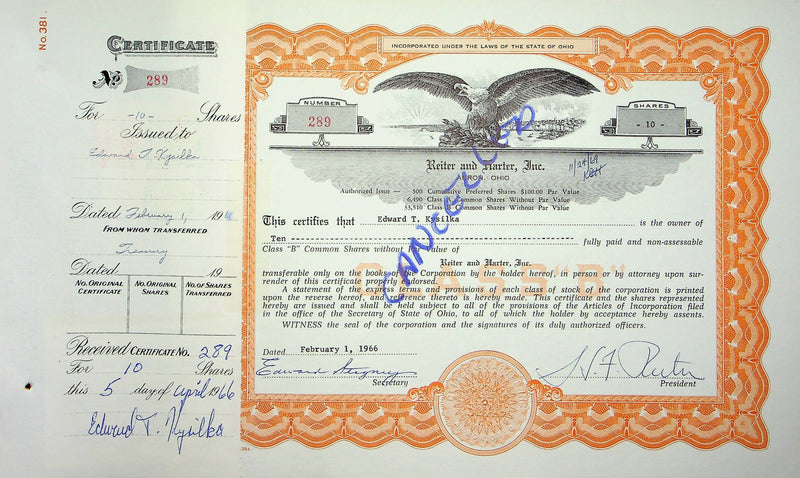 No. 381.
CERTIFICATE
No 289
For -10- Shares
Issued to
Edward T. Kysilka
Dated February 1, 19
FROM WHOM TRANSFERRED
Treasury
Dated 19
No. ORIGINAL CERTIFICATE
No. ORIGINAL SHARES
No. OF SHARES TRANSFERRED
Received CERTIFICATE No. 289
For 10 Shares
this 5 day of April 1966
Edward T. Kysilka
INCORPORATED UNDER THE LAWS OF THE STATE OF OHIO
NUMBER
289
SHARES
- 10 -
Reiter and Harter, Inc.
AKRON, OHIO
11/24/69
CANCELLED
Authorized Issue — 500 Cumulative Preferred Shares $100.00 Par Value
6,490 Class A Common Shares Without Par Value
33,510 Class B Common Shares Without Par Value
This certifies that Edward T. Kysilka is the owner of
Ten fully paid and non-assessable
Class "B" Common Shares without Par Value of
Reiter and Harter, Inc.
CLASS "B"
transferable only on the books of the Corporation by the holder hereof, in person or by attorney upon sur-
render of this certificate properly endorsed.
A statement of the express terms and provisions of each class of stock of the corporation is printed
upon the reverse hereof, and reference thereto is hereby made. This certificate and the shares represented
hereby are issued and shall be held subject to all of the provisions of the Articles of Incorporation filed
in the office of the Secretary of State of Ohio, to all of which the holder by acceptance hereby assents.
WITNESS the seal of the corporation and the signatures of its duly authorized officers.
Dated February 1, 1966
Secretary
President
381